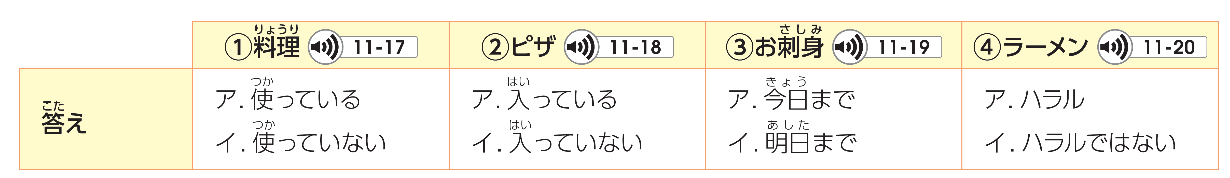 ①料理 11-17 ②ピザ 11-18 ③お刺身 11-19 ④ラーメン 11-20
りょうり さしみ
答え
こた
ア. 使っている ア. 入っている ア. 今日まで ア. ハラル
つか はい きょう
イ. 使っていない イ. 入っていない イ. 明日まで イ. ハラルではない
つか はい あした